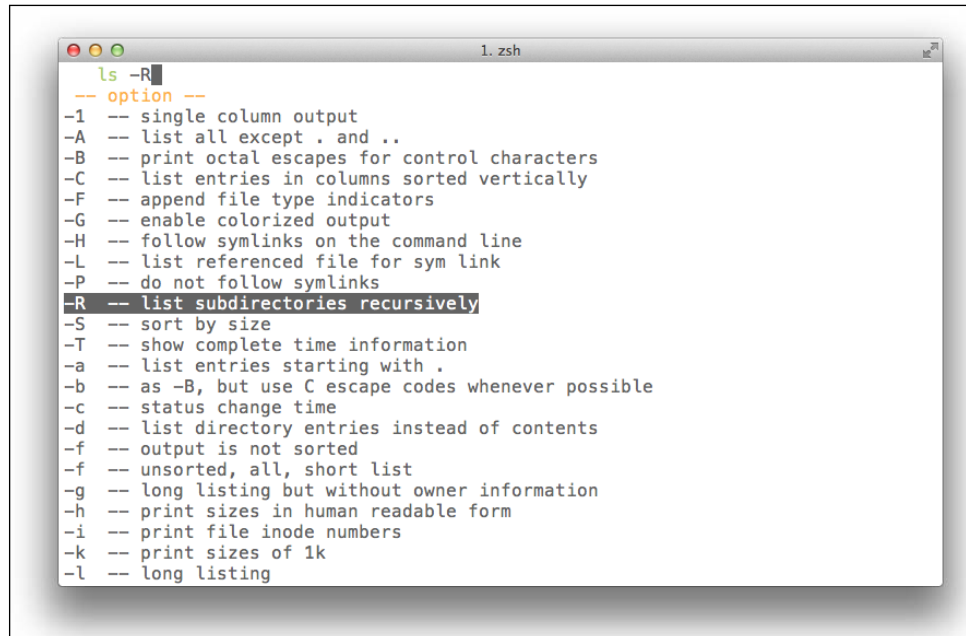 1. zsh
ls -R
-- option --
-1 -- single column output
-A -- list all except . and ..
-B -- print octal escapes for control characters
-C -- list entries in columns sorted vertically
-F -- append file type indicators
-G -- enable colorized output
-H -- follow symlinks on the command line
-L -- list referenced file for sym link
-P -- do not follow symlinks
-R -- list subdirectories recursively
-S -- sort by size
-T -- show complete time information
-a -- list entries starting with .
-b -- as -B, but use C escape codes whenever possible
-c -- status change time
-d -- list directory entries instead of contents
-f -- output is not sorted
-f -- unsorted, all, short list
-g -- long listing but without owner information
-h -- print sizes in human readable form
-i -- print file inode numbers
-k -- print sizes of 1k
-l -- long listing